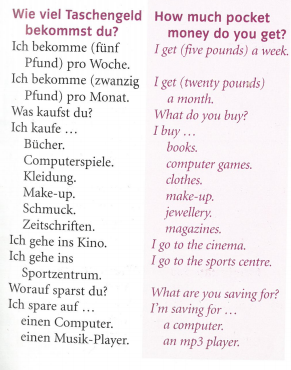 Wie viel Taschengeld
bekommst du?
Ich bekomme (fünf
Pfund) pro Woche.
Ich bekomme (zwanzig
Pfund) pro Monat.
Was kaufst du?
Ich kaufe …
Bücher.
Computerspiele.
Kleidung.
Make-up.
Schmuck.
Zeitschriften.
Ich gehe ins Kino.
Ich gehe ins
Sportzentrum.
Worauf sparst du?
Ich spare auf …
einen Computer.
einen Musik-Player.
How much pocket
money do you get?
I get (five pounds) a week.
I get (twenty pounds)
a month.
What do you buy?
I buy …
books.
computer games.
clothes.
make-up.
jewellery.
magazines.
I go to the cinema.
I go to the sports centre.
What are you saving for?
I'm saving for …
a computer.
an mp3 player.